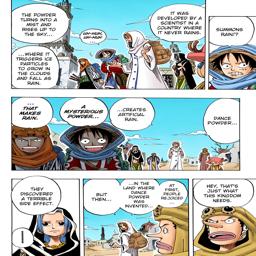 SUMMONS
RAIN!?
IT WAS
DEVELOPED BY
A SCIENTIST
IN A COUNTRY
WHERE IT
NEVER RAINS.
THE POWDER
TURNS INTO A
MIST AND
RISES UP TO
THE SKY...
...WHERE IT
TRIGGERS ICE
PARTICLES
TO GROW IN
THE CLOUDS
AND FALL AS
RAIN.
DANCE
POWDER...
...CREATES
ARTIFICIAL
RAIN.
A
MYSTERIOUS
POWDER...
...
THAT MAKES
RAIN.
HEY, THAT'S
JUST WHAT
THIS
KINGDOM
NEEDS.
AT FIRST,
PEOPLE
REJOICED
...IN THE
LAND WHERE
DANCE
POWDER WAS
INVENTED...
BUT
THEN...
THEY
DISCOVERED
A TERRIBLE
SIDE EFFECT.